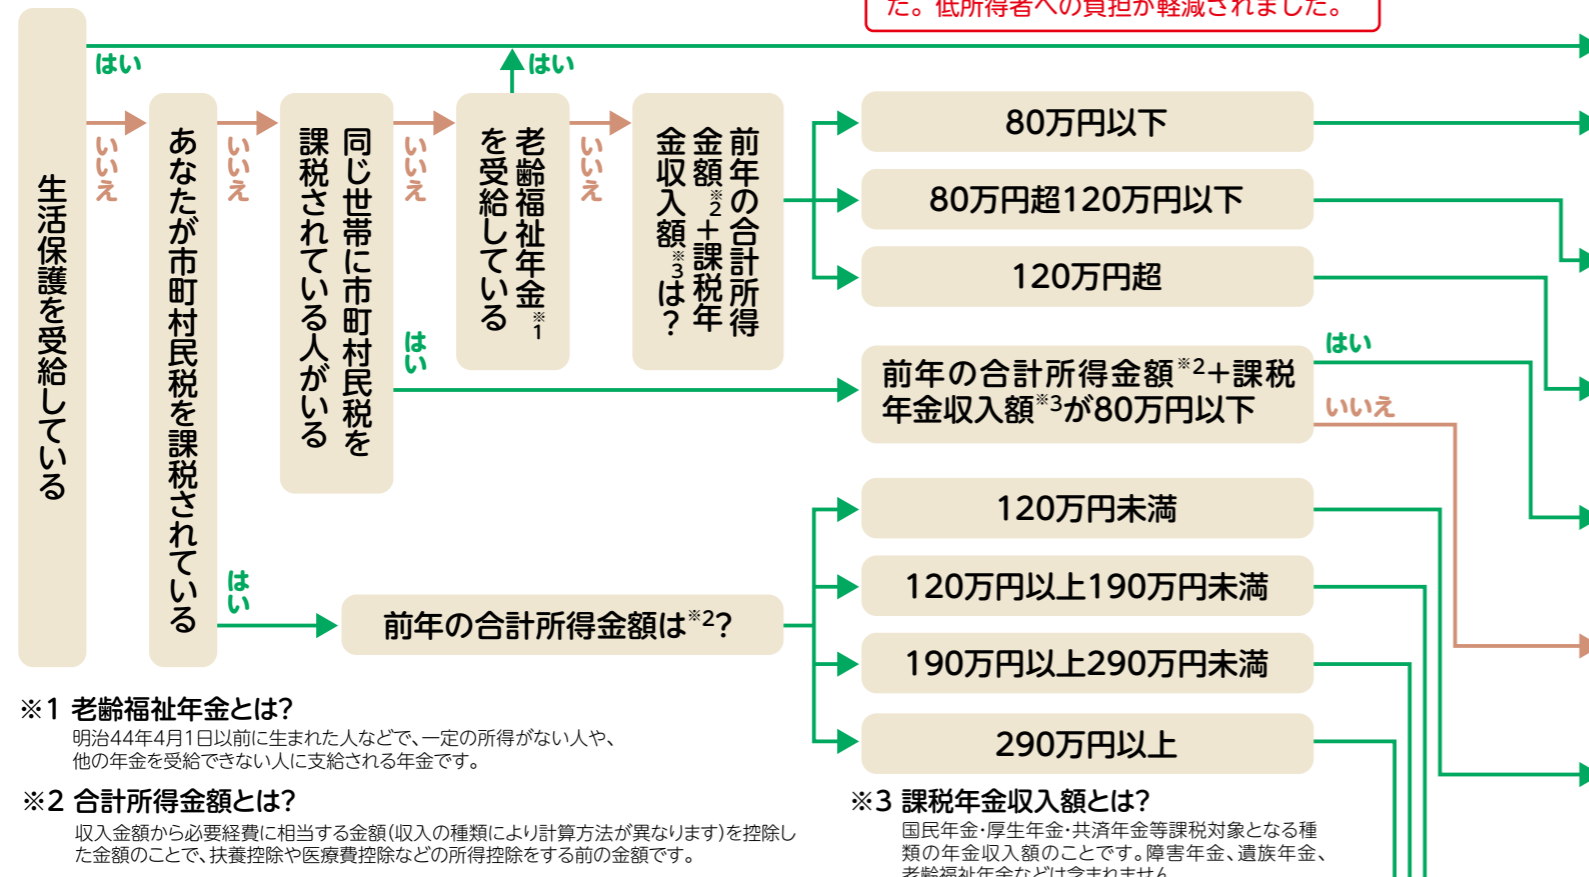 た。低所得者への負担が軽減されました。
生活保護を受給している
はい
いいえ
あなたが市町村民税を課税されている
いいえ
はい
同じ世帯に市町村民税を
課税されている人がいる
いいえ
はい
老齢福祉年金※1
を受給している
はい
いいえ
前年の合計所得
金額※2＋課税年
金収入額※3は？
80万円以下
80万円超120万円以下
120万円超
前年の合計所得金額※2＋課税
年金収入額※3が80万円以下
はい
いいえ
前年の合計所得金額は※2？
120万円未満
120万円以上190万円未満
190万円以上290万円未満
290万円以上
※1 老齢福祉年金とは？
明治44年4月1日以前に生まれた人などで、一定の所得がない人や、
他の年金を受給できない人に支給される年金です。
※2 合計所得金額とは？
収入金額から必要経費に相当する金額(収入の種類により計算方法が異なります)を控除し
た金額のことで、扶養控除や医療費控除などの所得控除をする前の金額です。
※3 課税年金収入額とは？
国民年金・厚生年金・共済年金等課税対象となる種
類の年金収入額のことです。障害年金、遺族年金、
老齢福祉年金などは含まれません